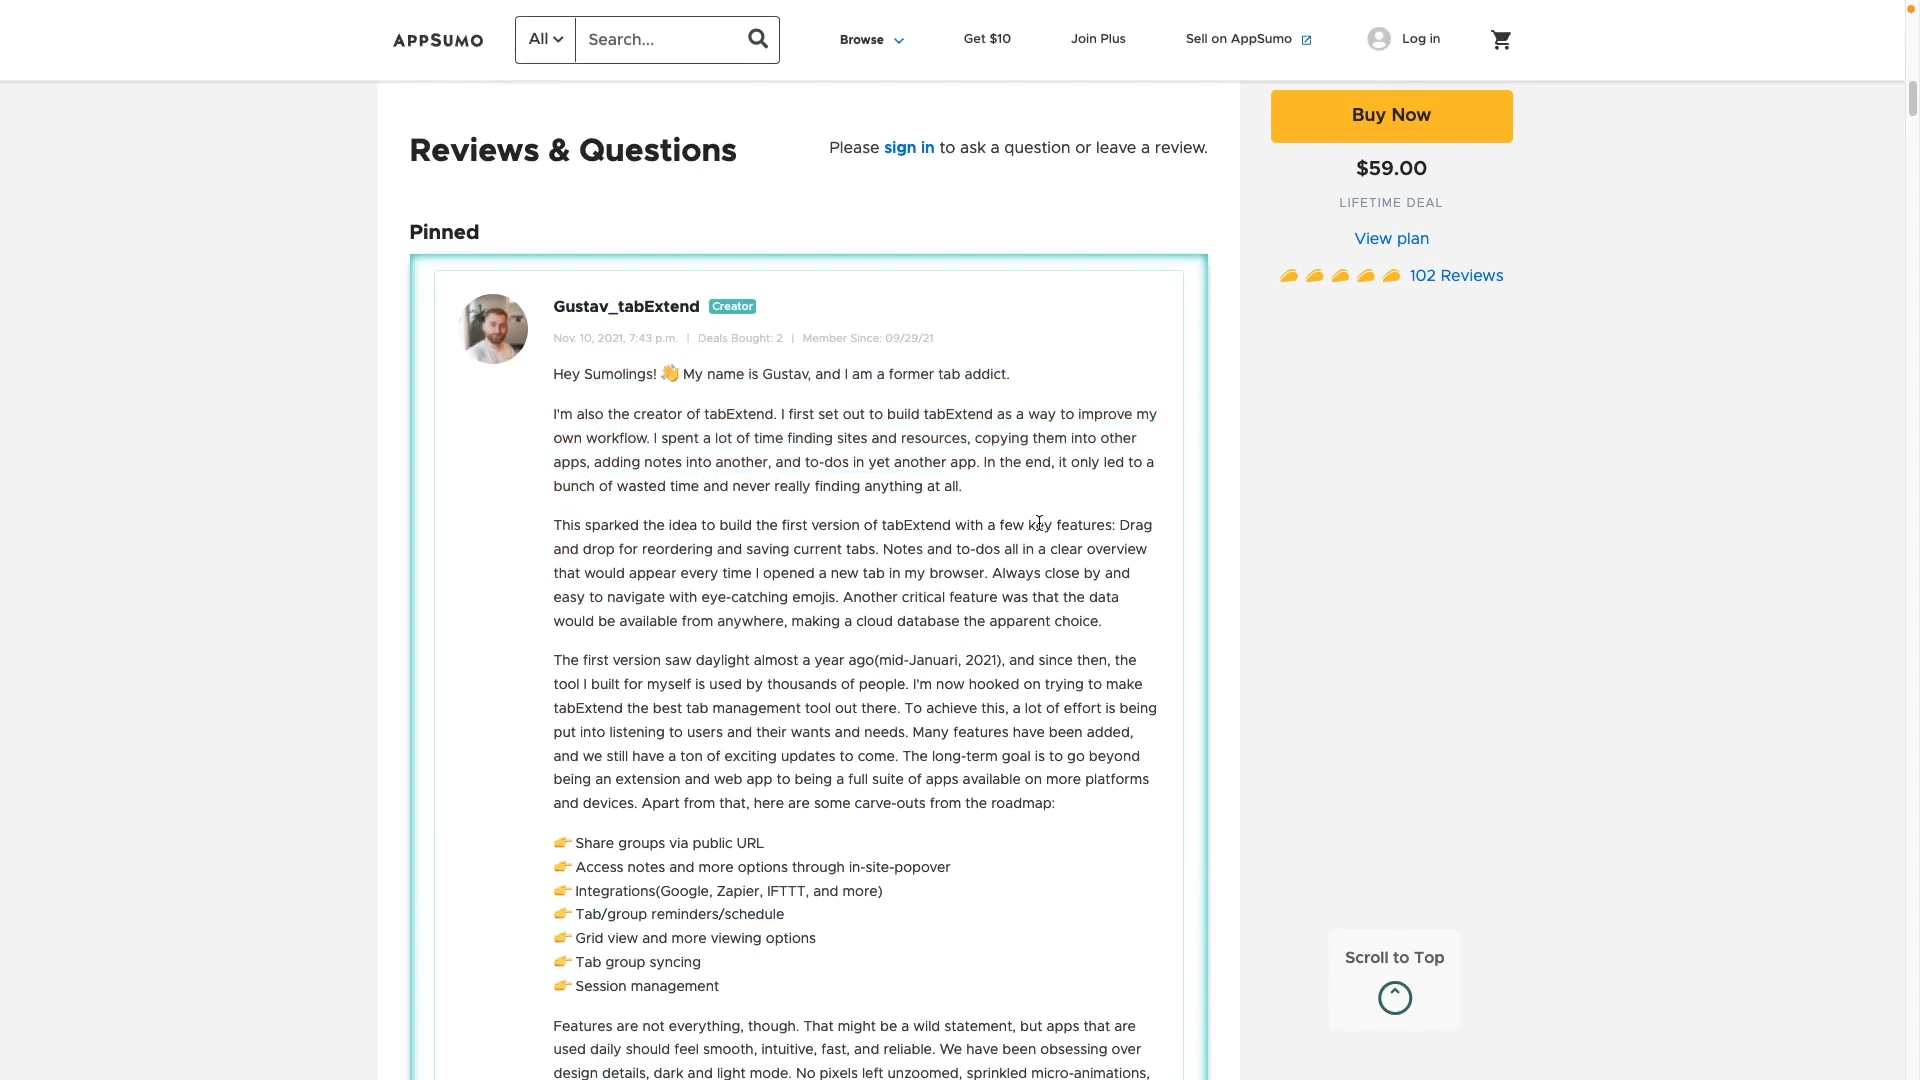 APPSUMO
All
Search...
Browse
Get $10
Join Plus
Sell on AppSumo
Log in
Reviews & Questions
Please sign in to ask a question or leave a review.
Buy Now
$59.00
LIFETIME DEAL
View plan
102 Reviews
Pinned
Gustav_tabExtend Creator
Nov. 10, 2021, 7:43 p.m. | Deals Bought: 2 | Member Since: 09/29/21
Hey Sumolings! 👋 My name is Gustav, and I am a former tab addict.
I'm also the creator of tabExtend. I first set out to build tabExtend as a way to improve my
own workflow. I spent a lot of time finding sites and resources, copying them into other
apps, adding notes into another, and to-dos in yet another app. In the end, it only led to a
bunch of wasted time and never really finding anything at all.
This sparked the idea to build the first version of tabExtend with a few key features: Drag
and drop for reordering and saving current tabs. Notes and to-dos all in a clear overview
that would appear every time I opened a new tab in my browser. Always close by and
easy to navigate with eye-catching emojis. Another critical feature was that the data
would be available from anywhere, making a cloud database the apparent choice.
The first version saw daylight almost a year ago(mid-Januari, 2021), and since then, the
tool I built for myself is used by thousands of people. I'm now hooked on trying to make
tabExtend the best tab management tool out there. To achieve this, a lot of effort is being
put into listening to users and their wants and needs. Many features have been added,
and we still have a ton of exciting updates to come. The long-term goal is to go beyond
being an extension and web app to being a full suite of apps available on more platforms
and devices. Apart from that, here are some carve-outs from the roadmap:
👉 Share groups via public URL
👉 Access notes and more options through in-site-popover
👉 Integrations(Google, Zapier, IFTTT, and more)
👉 Tab/group reminders/schedule
👉 Grid view and more viewing options
👉 Tab group syncing
👉 Session management
Features are not everything, though. That might be a wild statement, but apps that are
used daily should feel smooth, intuitive, fast, and reliable. We have been obsessing over
design details, dark and light mode. No pixels left unzoomed, sprinkled micro-animations,
Scroll to Top